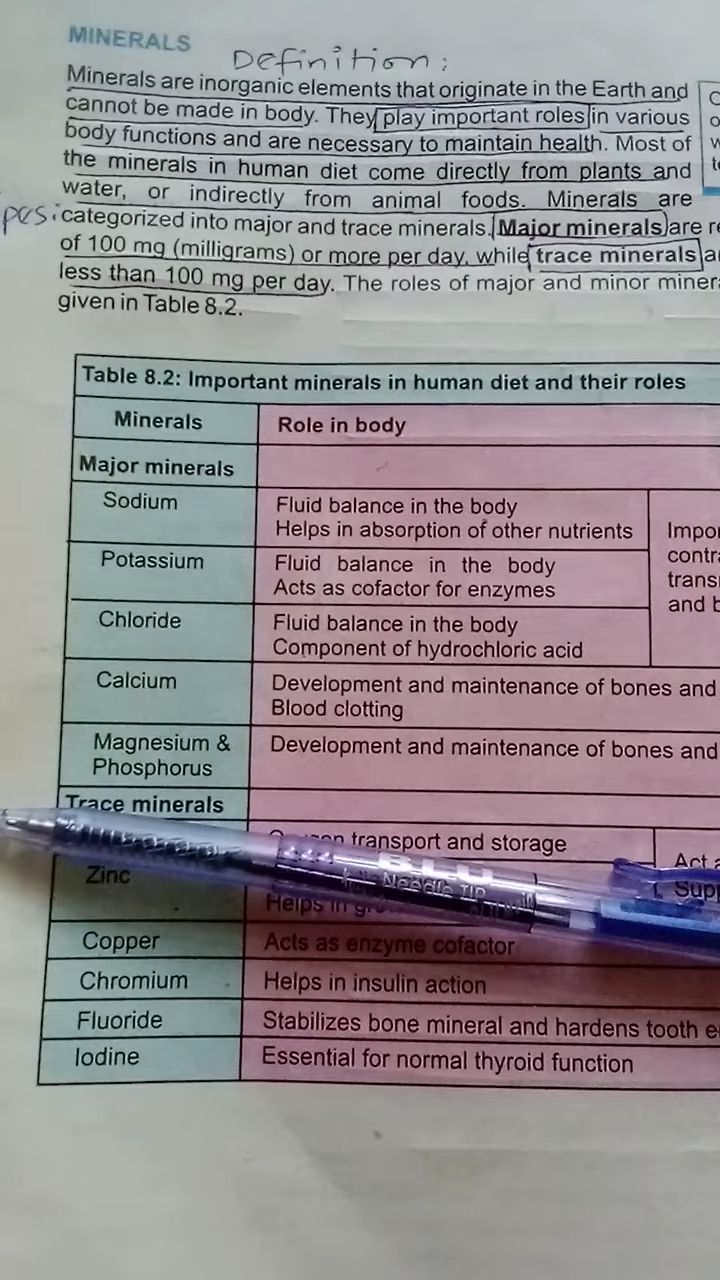 MINERALS
Definition:
Minerals are inorganic elements that originate in the Earth and
cannot be made in body. They play important roles in various
body functions and are necessary to maintain health. Most of
the minerals in human diet come directly from plants and
water, or indirectly from animal foods. Minerals are
categorized into major and trace minerals. Major minerals are
of 100 mg (milligrams) or more per day, while trace minerals
less than 100 mg per day. The roles of major and minor
given in Table 8.2.
Table 8.2: Important minerals in human diet and their roles
Minerals Role in body
Major minerals
Sodium Fluid balance in the body
Helps in absorption of other nutrients
Potassium Fluid balance in the body
Acts as cofactor for enzymes
Chloride Fluid balance in the body
Component of hydrochloric acid
and
Calcium Development and maintenance of bones and
Blood clotting
Magnesium & Phosphorus Development and maintenance of bones and
Trace minerals
transport and storage
Act
Zinc
Helps in
BLU
Needle TIP
Copper Acts as enzyme cofactor
Chromium Helps in insulin action
Fluoride Stabilizes bone mineral and hardens tooth
Iodine Essential for normal thyroid function